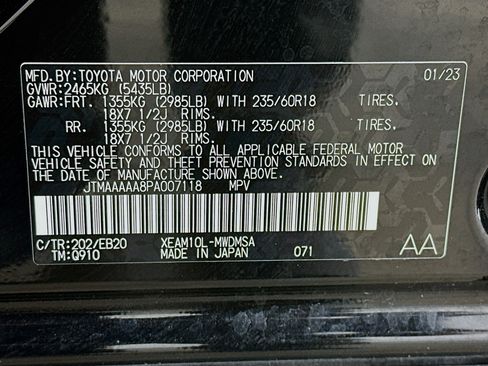 MFD.BY:TOYOTA MOTOR CORPORATION 01/23
GVWR:2465KG (5435LB)
GAWR:FRT. 1355KG (2985LB) WITH 235/60R18 TIRES.
18X7 1/2J RIMS.
RR. 1355KG (2985LB) WITH 235/60R18 TIRES.
18X7 1/2J RIMS.
THIS VEHICLE CONFORMS TO ALL APPLICABLE FEDERAL MOTOR
VEHICLE SAFETY AND THEFT PREVENTION STANDARDS IN EFFECT ON
THE DATE OF MANUFACTURE SHOWN ABOVE.
JTMAAAAA8PA007118 MPV
C/TR:202/EB20 XEAM10L-MWDMSA AA
TM:Q910 MADE IN JAPAN 071